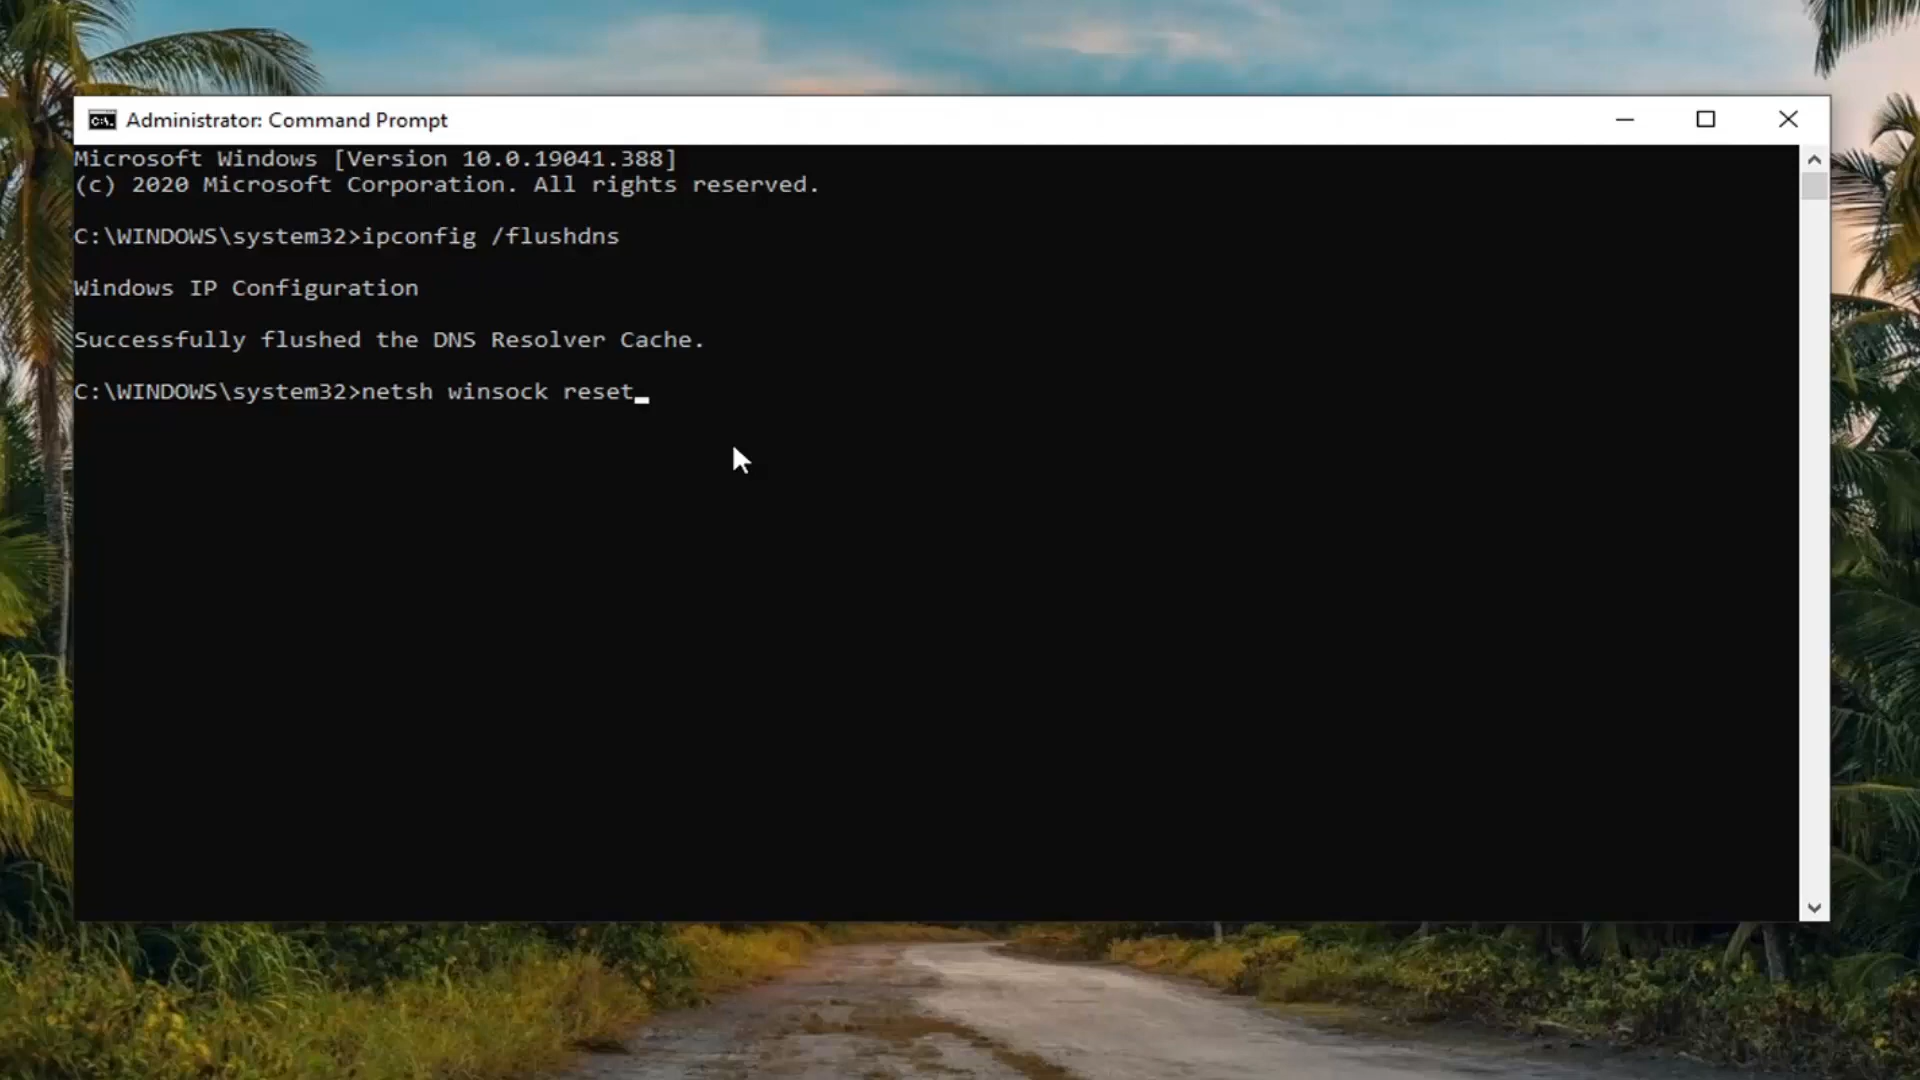 Administrator: Command Prompt
Microsoft Windows [Version 10.0.19041.388]
(c) 2020 Microsoft Corporation. All rights reserved.
C:\WINDOWS\system32>ipconfig /flushdns
Windows IP Configuration
Successfully flushed the DNS Resolver Cache.
C:\WINDOWS\system32>netsh winsock reset